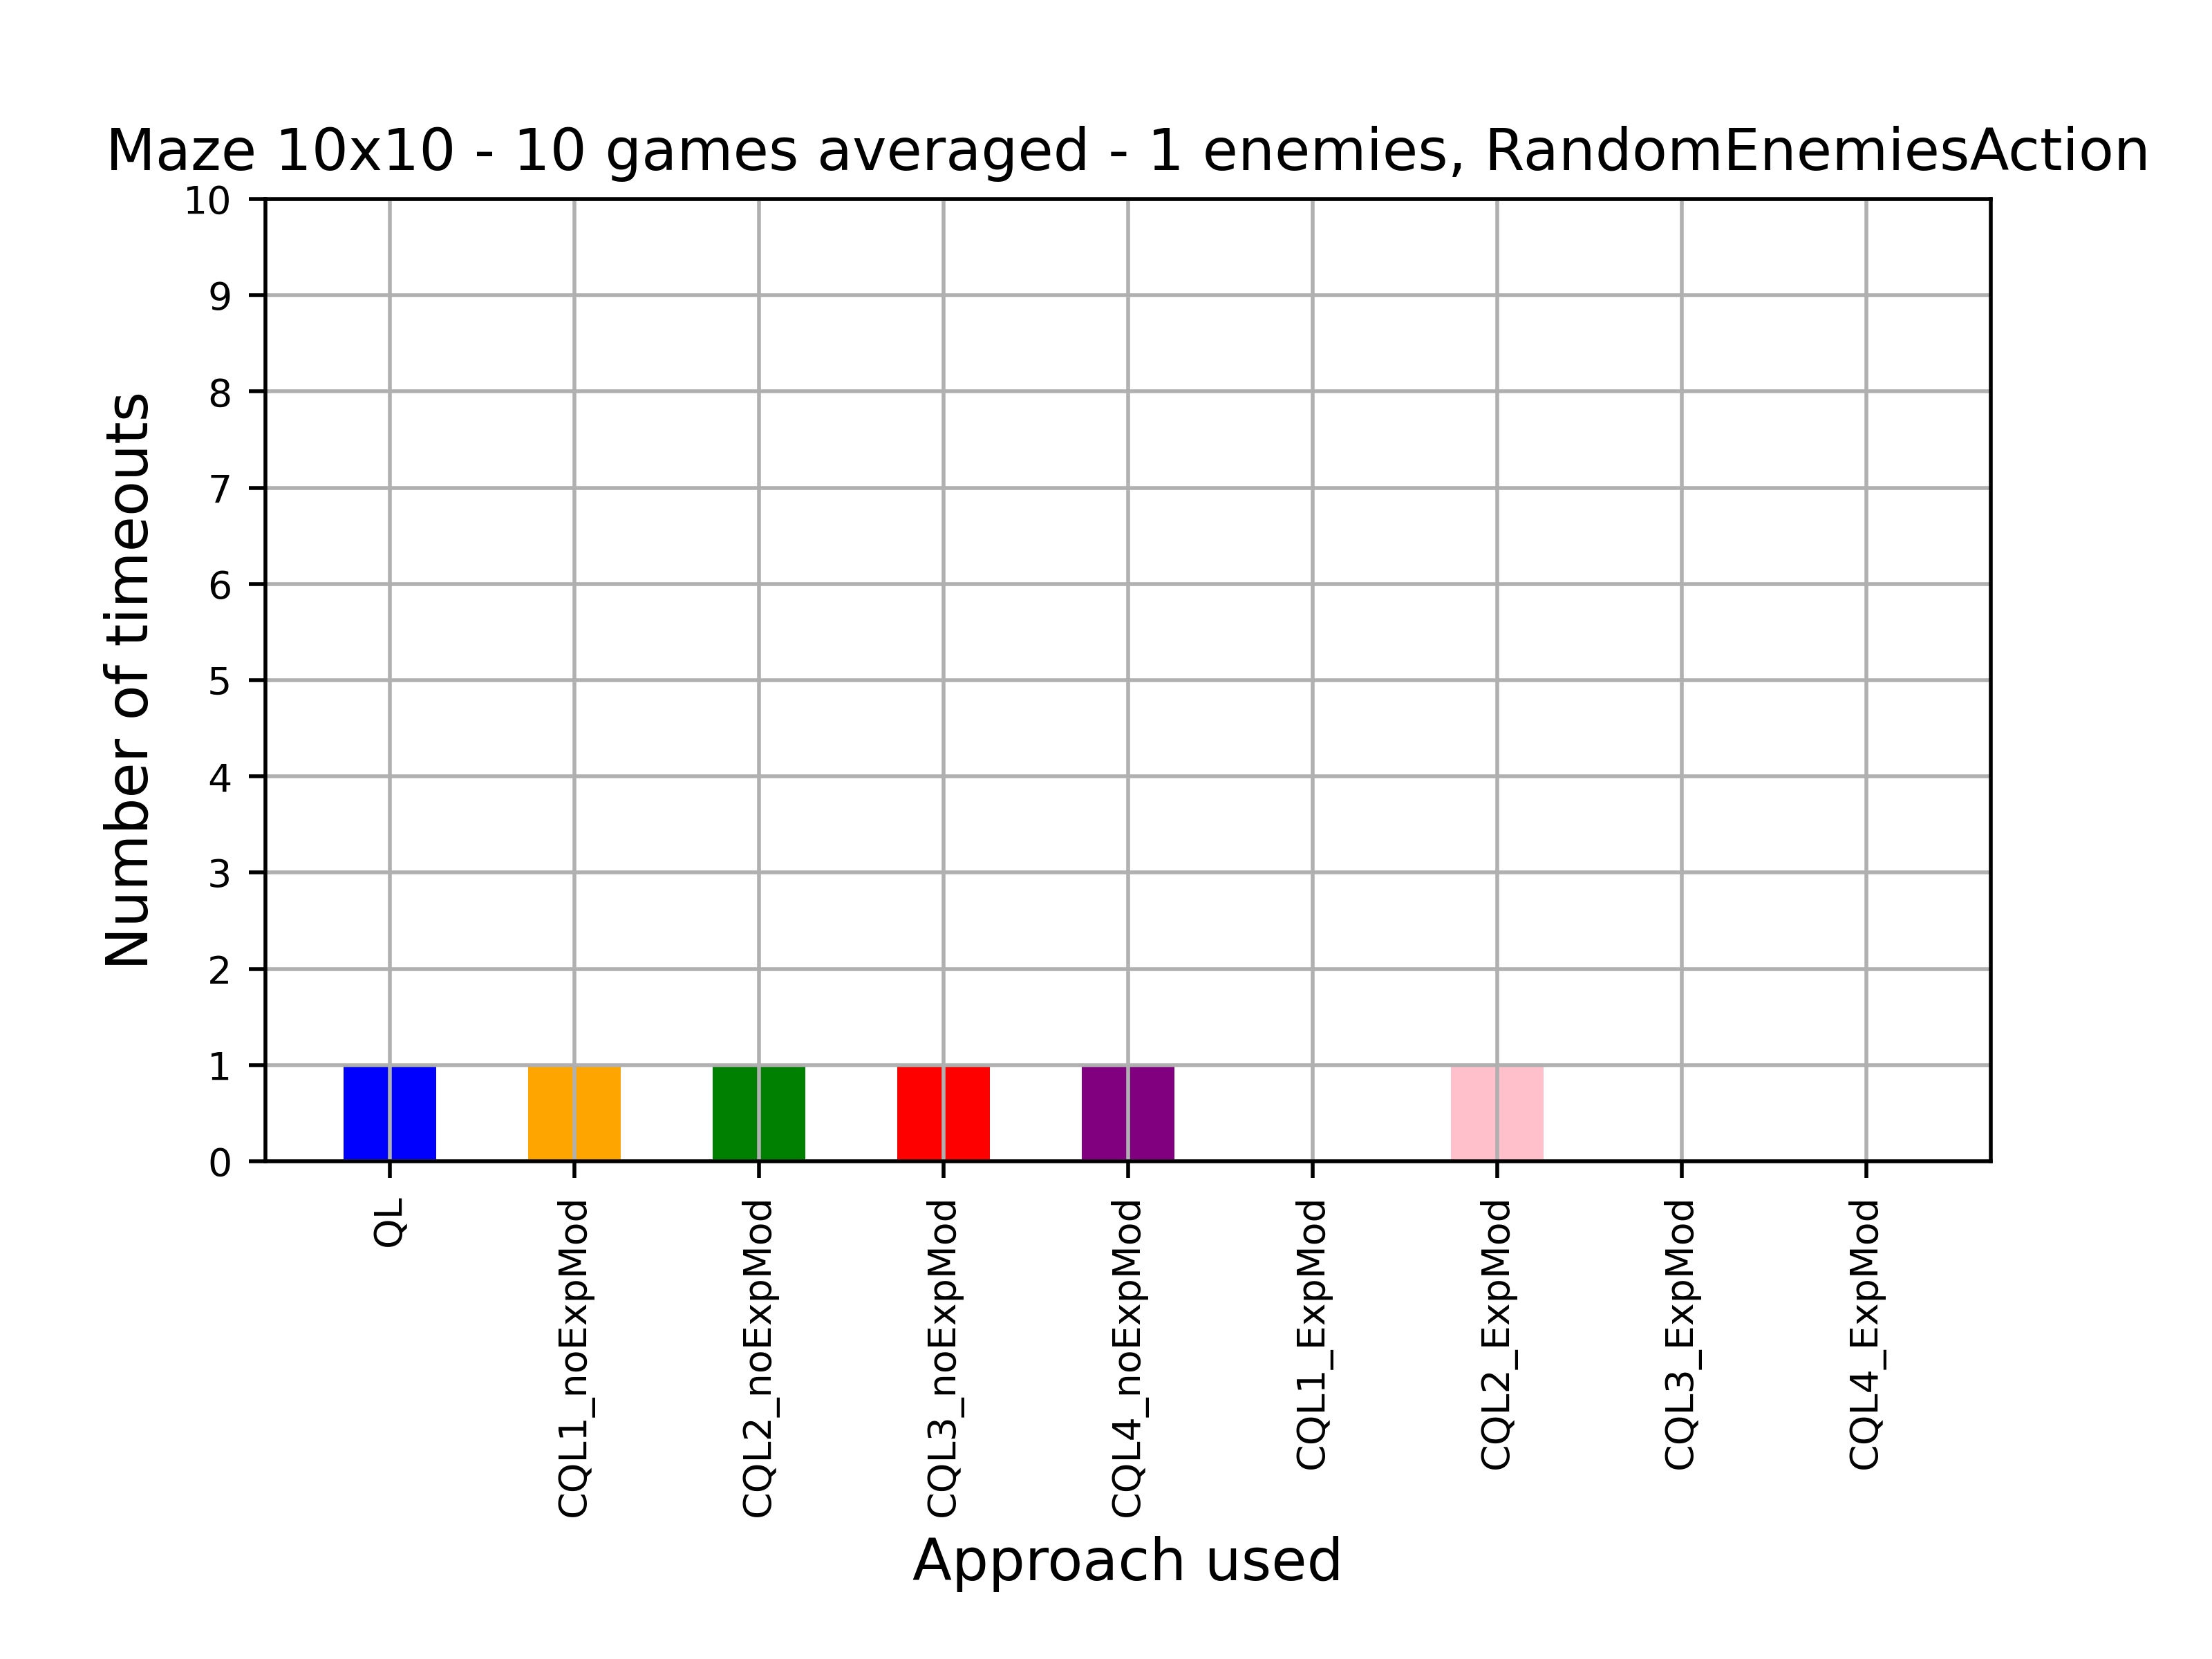 Maze 10x10 - 10 games averaged - 1 enemies, RandomEnemiesAction
Number of timeouts
10
9
8
7
6
5
4
3
2
1
0
QL
CQL1_noExpMod
CQL2_noExpMod
CQL3_noExpMod
CQL4_noExpMod
CQL1_ExpMod
CQL2_ExpMod
CQL3_ExpMod
CQL4_ExpMod
Approach used